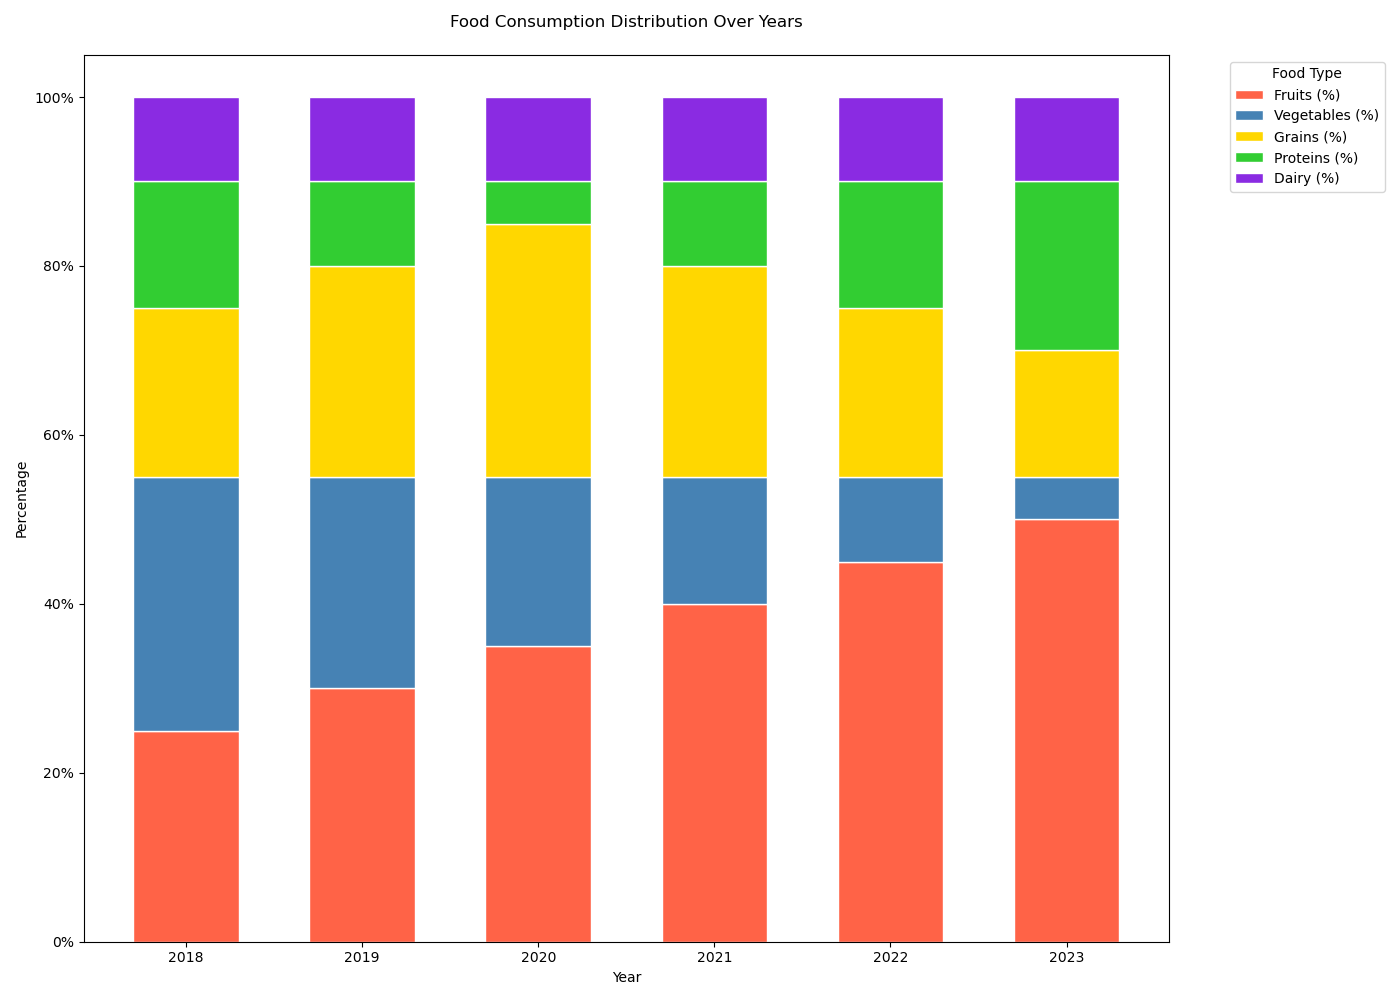 Food Consumption Distribution Over Years
Food Type
Fruits (%)
Vegetables (%)
Grains (%)
Proteins (%)
Dairy (%)
Percentage
100%
80%
60%
40%
20%
0%
2018
2019
2020
2021
2022
2023
Year